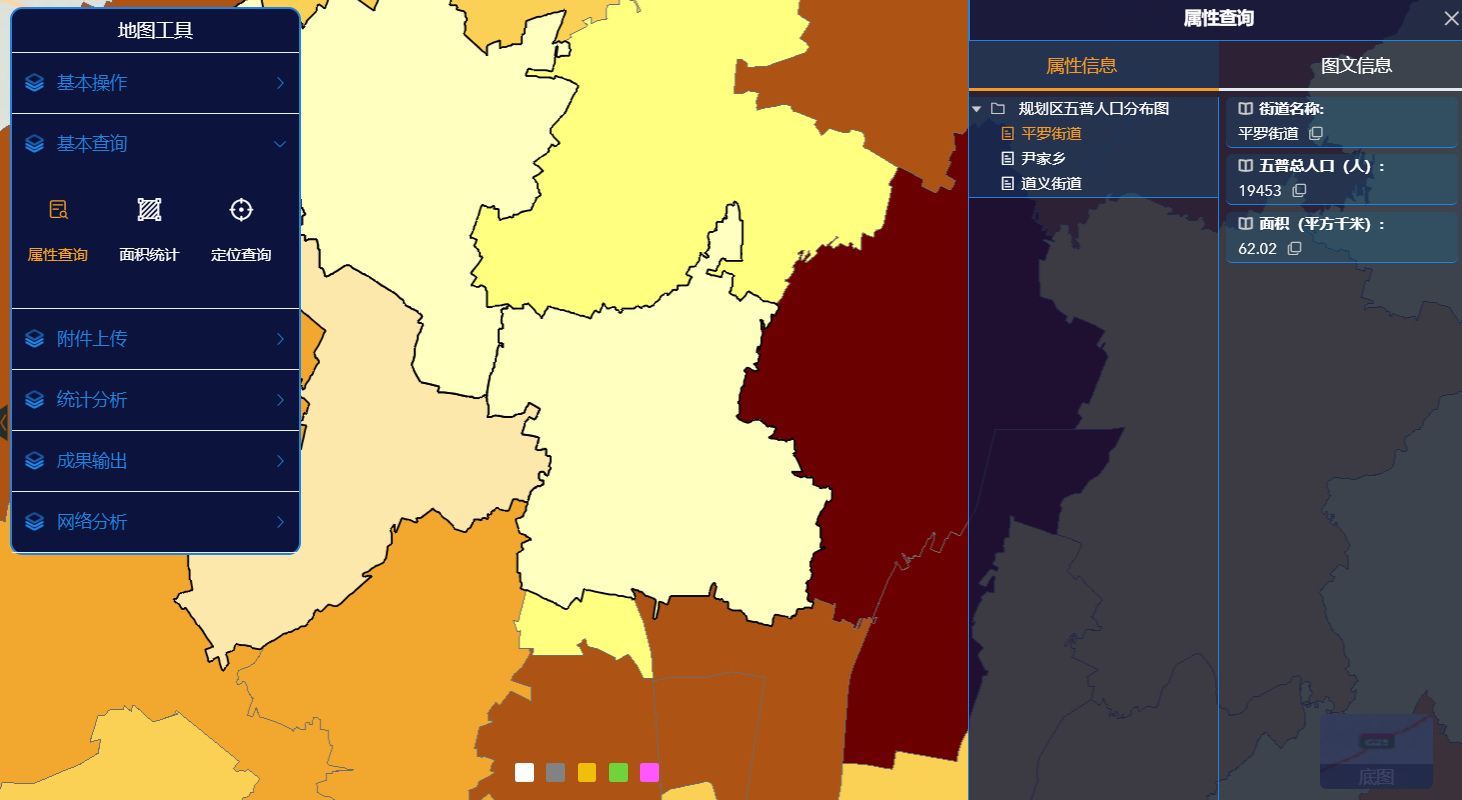 地图工具
基本操作
基本查询
属性查询
面积统计
定位查询
附件上传
统计分析
成果输出
网络分析
属性查询
属性信息
图文信息
规划区五普人口分布图
平罗街道
尹家乡
道义街道
街道名称:
平罗街道
五普总人口（人）:
19453
面积（平方千米）:
62.02
底图